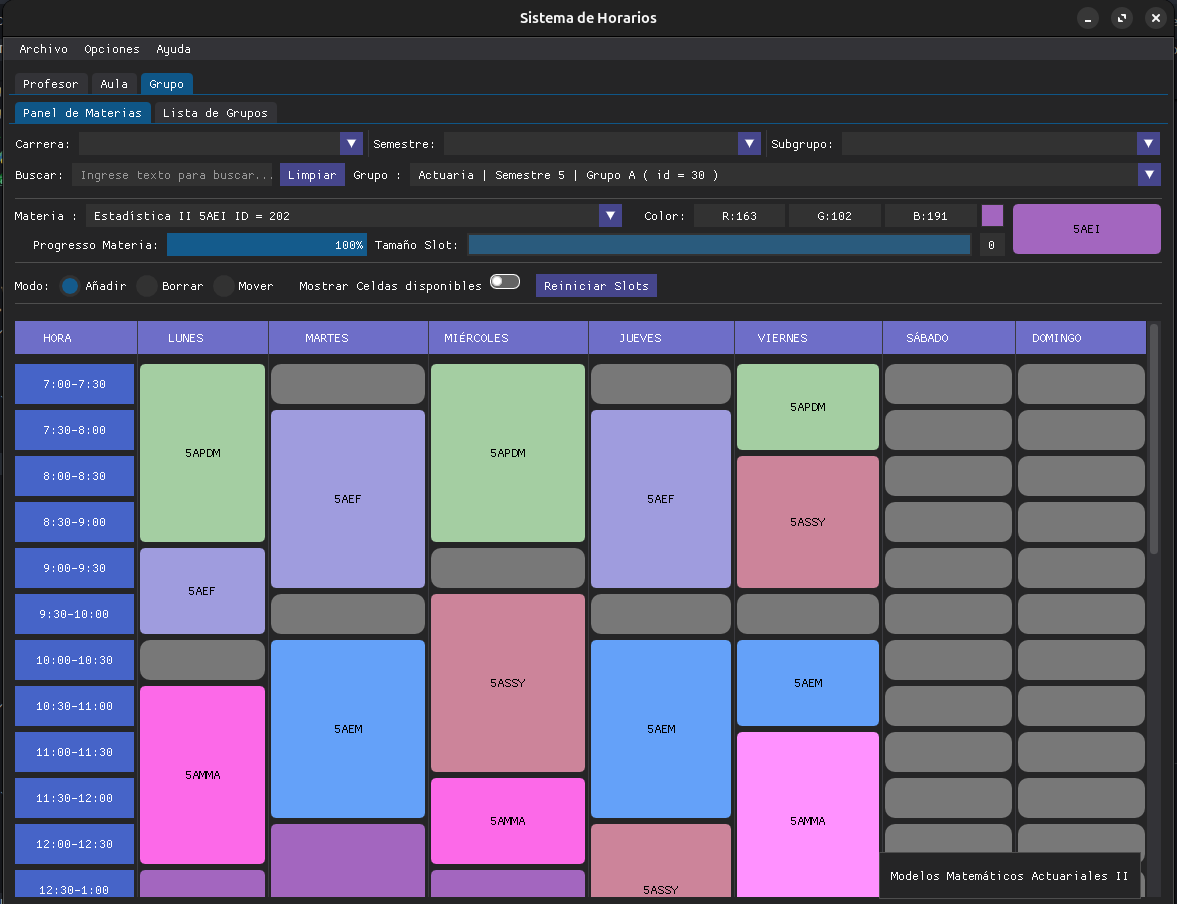 Sistema de Horarios
Archivo Opciones Ayuda
Profesor Aula Grupo
Panel de Materias Lista de Grupos
Carrera: Semestre: Subgrupo:
Buscar: Ingrese texto para buscar... Limpiar Grupo : Actuaria | Semestre 5 | Grupo A ( id = 30 )
Materia : Estadística II 5AEI ID = 202 Color: R:163 G:102 B:191 5AEI
Progresso Materia: 100% Tamaño Slot: 0
Modo: Añadir Borrar Mover Mostrar Celdas disponibles Reiniciar Slots
HORA LUNES MARTES MIÉRCOLES JUEVES VIERNES SÁBADO DOMINGO
7:00-7:30
5APDM
7:30-8:00
8:00-8:30
5APDM 5APDM
8:30-9:00
5AEF 5AEF
5ASSY
9:00-9:30
5AEF
9:30-10:00
10:00-10:30
5ASSY 5AEM
10:30-11:00
5AEM 5AEM
11:00-11:30
5AMMA
11:30-12:00
5AMMA 5AMMA
12:00-12:30
12:30-1:00
5ASSY
Modelos Matemáticos Actuariales II